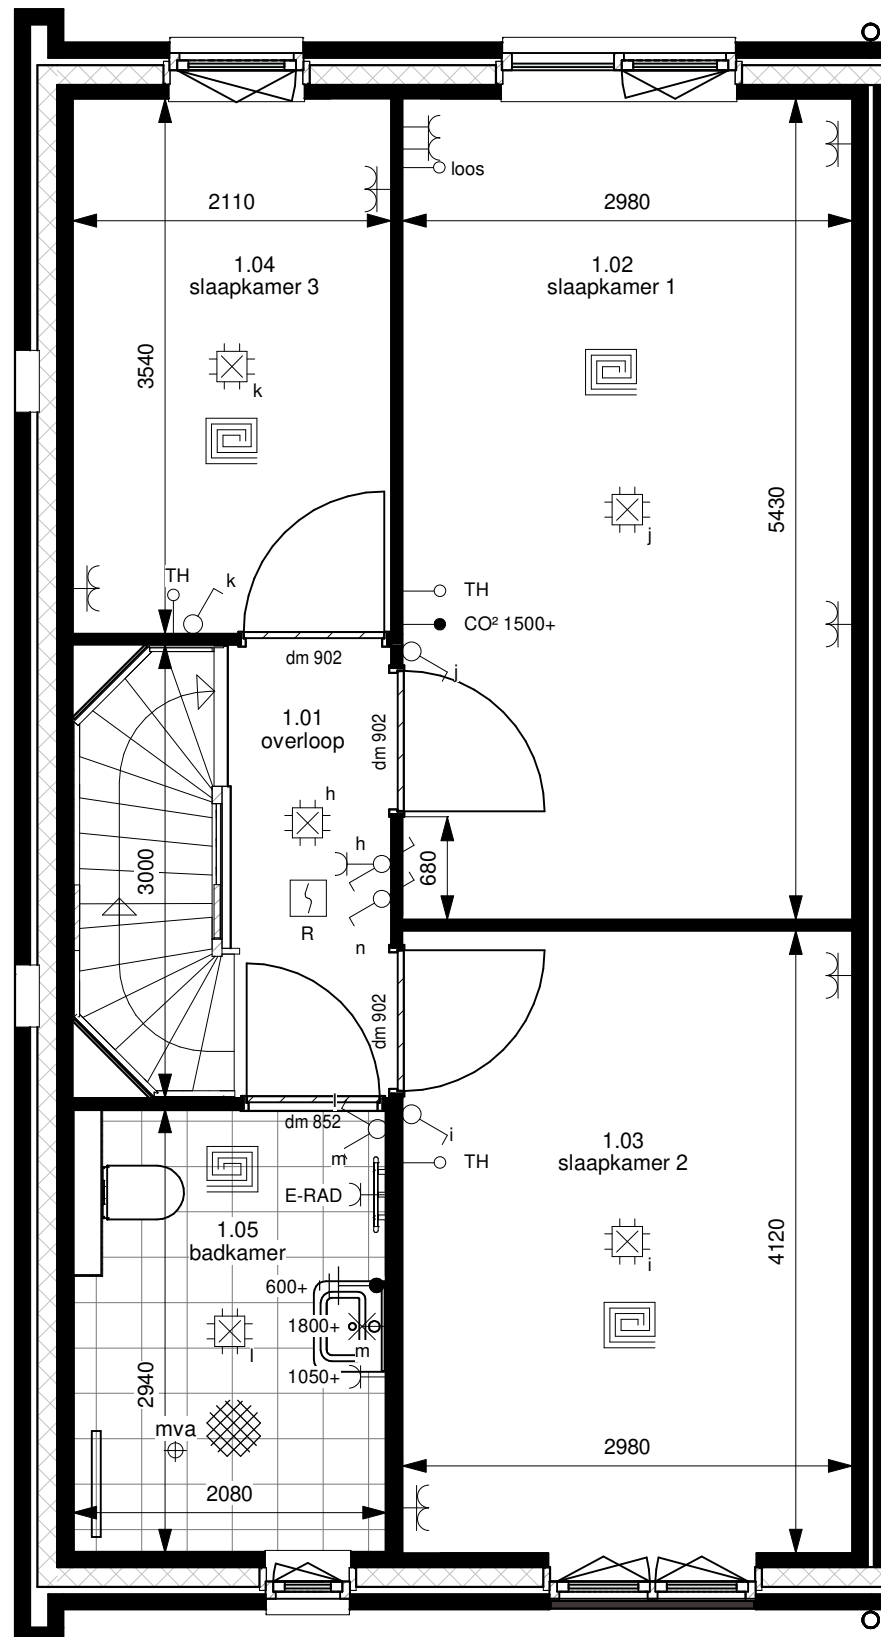 loos
2110
2980
1.04
slaapkamer 3
1.02
slaapkamer 1
3540
k
j
5430
TH
k
TH
CO² 1500+
j
dm 902
1.01
overloop
dm 902
h
h
3000
680
R
n
dm 902
dm 852
m
i
TH
1.03
slaapkamer 2
E-RAD
1.05
badkamer
4120
i
600+
1800+
l
m
1050+
2940
mva
2980
2080